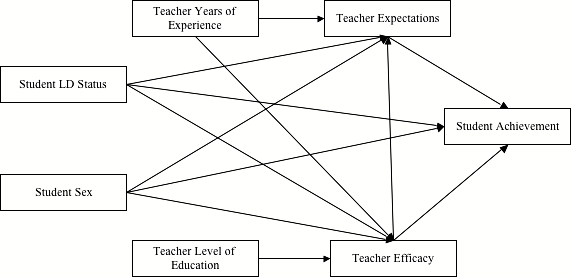 Teacher Years of
Experience
Teacher Expectations
Student LD Status
Student Achievement
Student Sex
Teacher Level of
Education
Teacher Efficacy